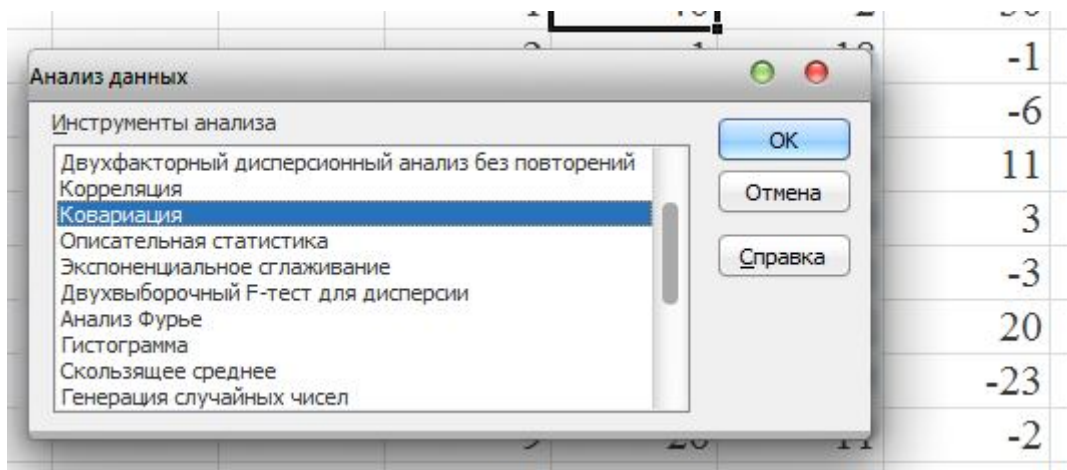 Анализ данных
Инструменты анализа
Двухфакторный дисперсионный анализ без повторений
Корреляция
Ковариация
Описательная статистика
Экспоненциальное сглаживание
Двухвыборочный F-тест для дисперсии
Анализ Фурье
Гистограмма
Скользящее среднее
Генерация случайных чисел
OK
Отмена
Справка
-1
-6
11
3
-3
20
-23
-2